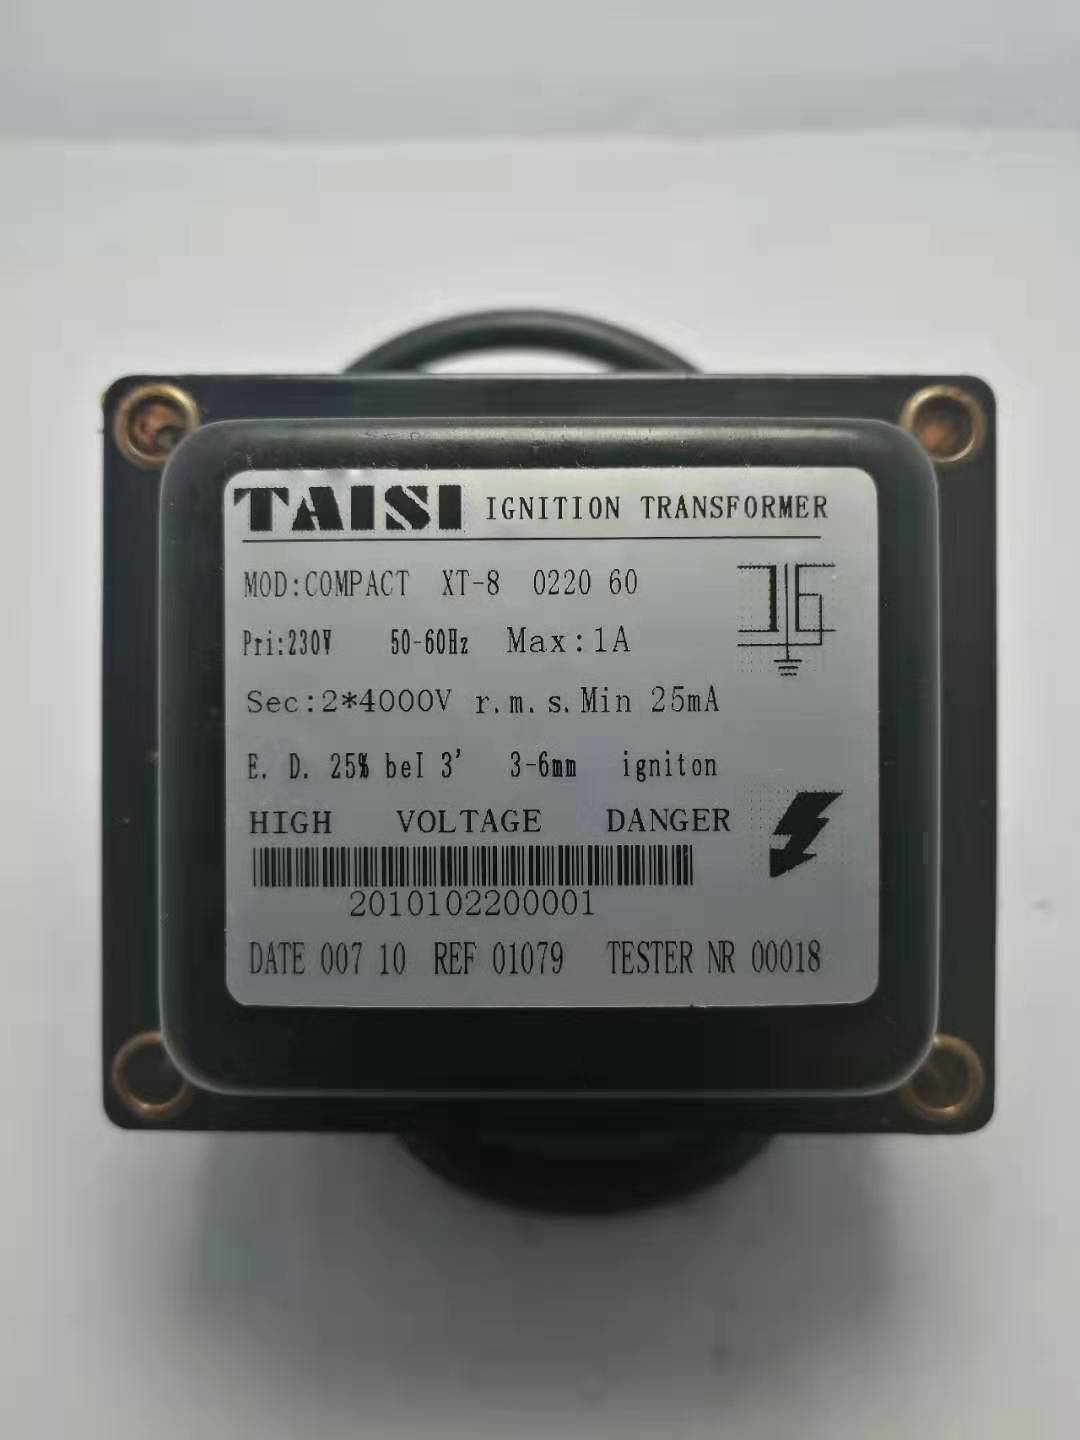 TAISI IGNITION TRANSFORMER
MOD:COMPACT XT-8 0220 60
Pri:230V 50-60Hz Max:1A
Sec:2*4000V r.m.s.Min 25mA
E. D. 25% beI 3' 3-6mm igniton
HIGH VOLTAGE DANGER
2010102200001
DATE 007 10 REF 01079 TESTER NR 00018